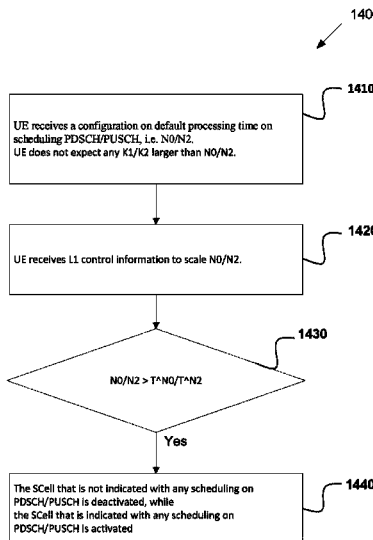 140
1410
UE receives a configuration on default processing time on
scheduling PDSCH/PUSCH, i.e. N0/N2.
UE does not expect any K1/K2 larger than N0/N2.
1420
UE receives L1 control information to scale N0/N2.
1430
N0/N2 > T^N0/T^N2
Yes
1440
The SCell that is not indicated with any scheduling on
PDSCH/PUSCH is deactivated, while
the SCell that is indicated with any scheduling on
PDSCH/PUSCH is activated